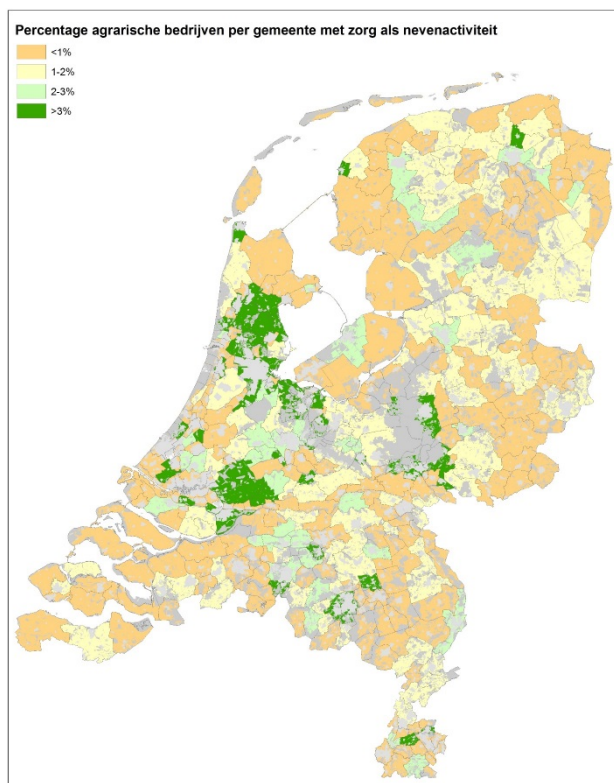 Percentage agrarische bedrijven per gemeente met zorg als nevenactiviteit
<1%
1-2%
2-3%
>3%